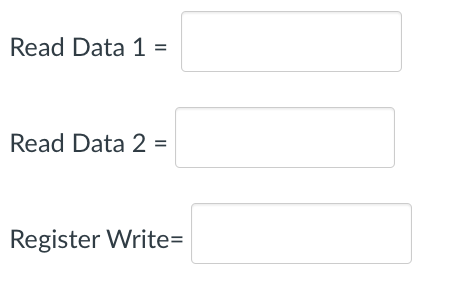 Read Data 1 =
Read Data 2 =
Register Write=